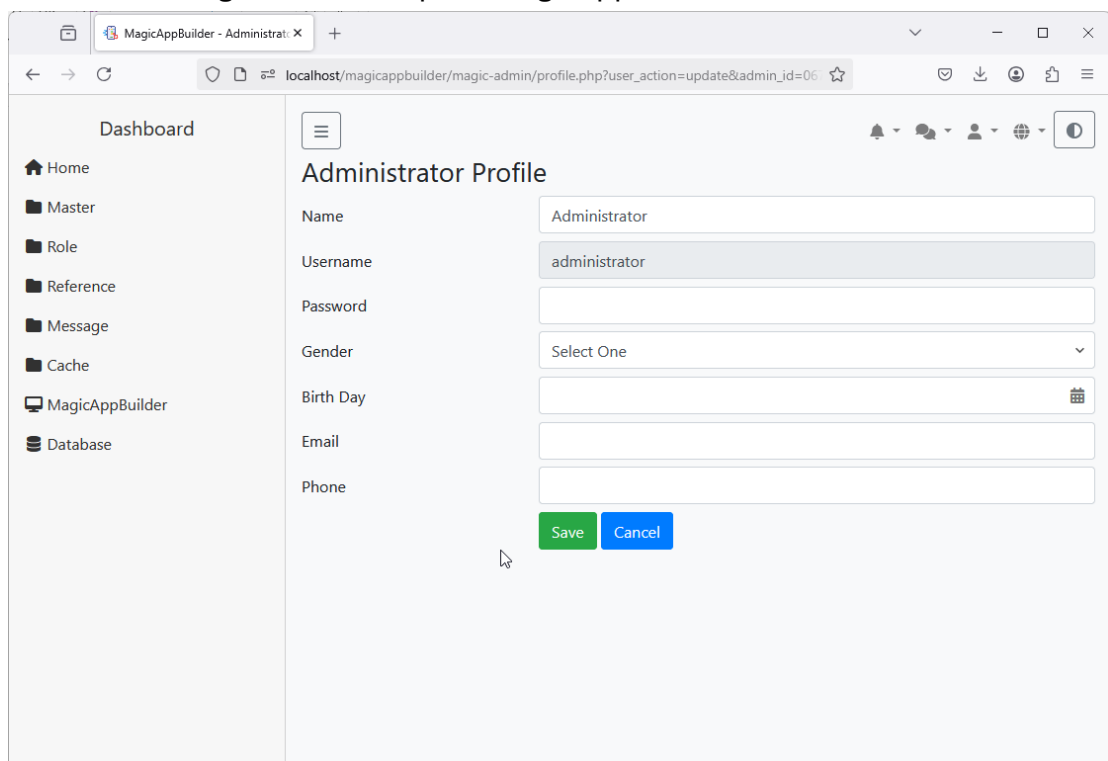 MagicAppBuilder - Administrat
localhost/magicappbuilder/magic-admin/profile.php?user_action=update&admin_id=06
Dashboard
Home
Master
Role
Reference
Message
Cache
MagicAppBuilder
Database
Administrator Profile
Name
Administrator
Username
administrator
Password
Gender
Select One
Birth Day
Email
Phone
Save Cancel